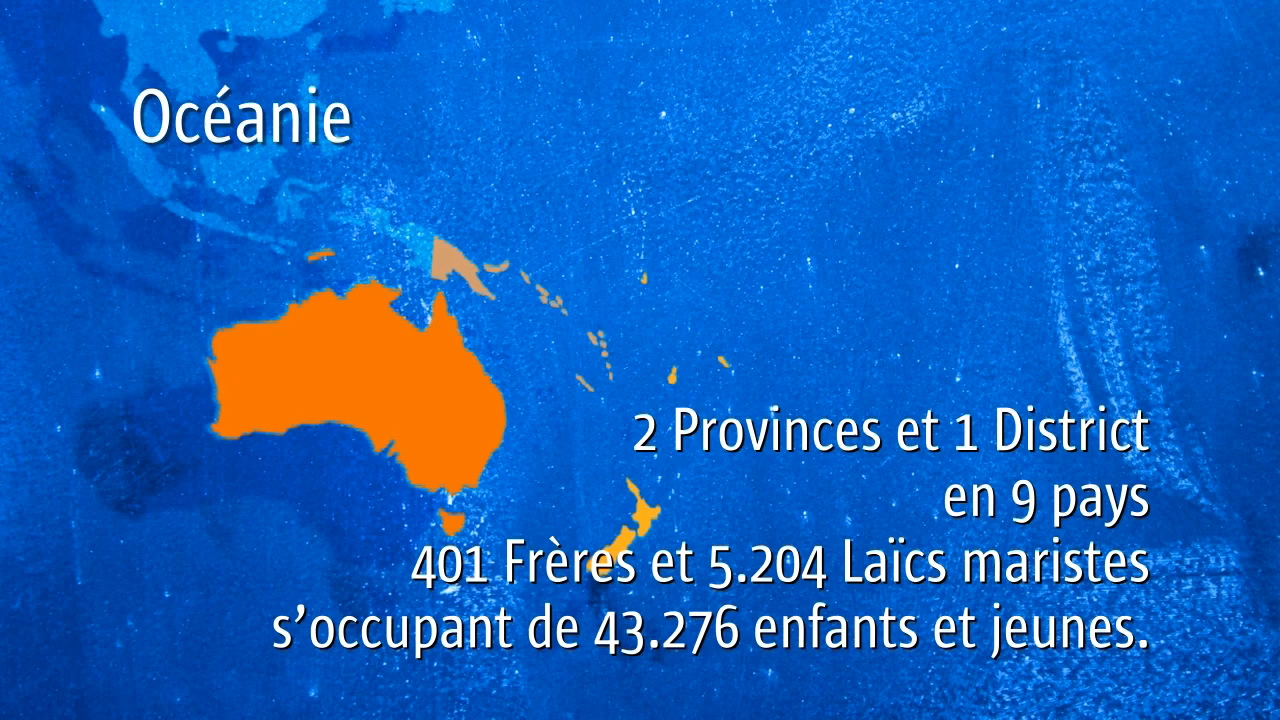 Océanie
2 Provinces et 1 District
en 9 pays
401 Frères et 5.204 Laïcs maristes
s’occupant de 43.276 enfants et jeunes.